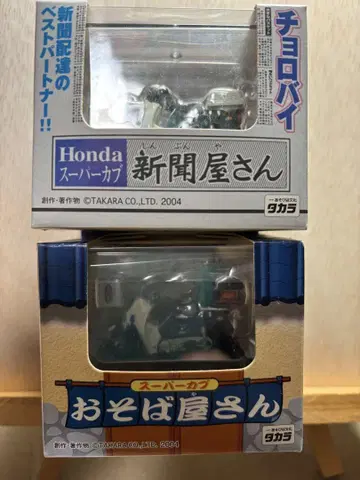 チョロバイ
新聞配達の
ベストパートナー!!
Honda
スーパーカブ
しんぶんや
新聞屋さん
創作・著作物 ©TAKARA CO.,LTD. 2004
タカラ
スーパーカブ
おそば屋さん
創作・著作物 ©TAKARA CO.,LTD. 2004
タカラ